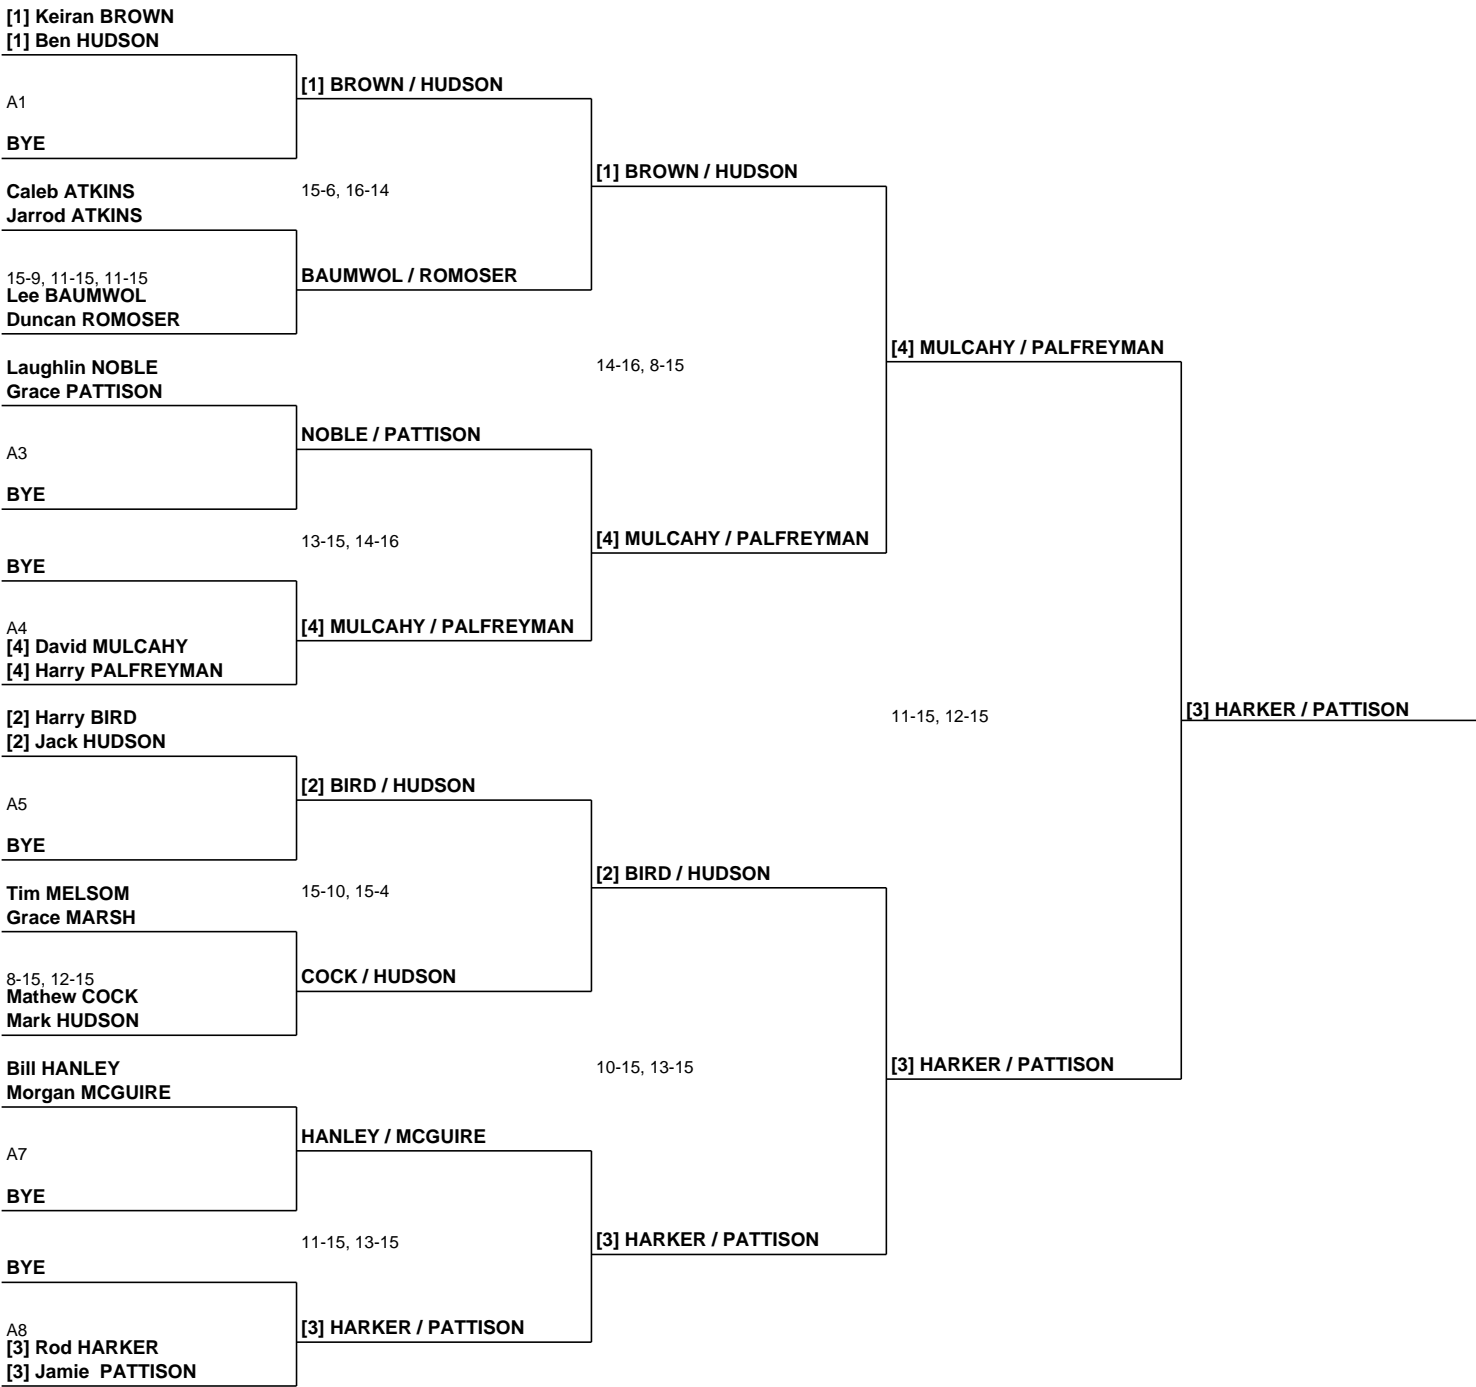 [1] Keiran BROWN
[1] Ben HUDSON
[1] BROWN / HUDSON
A1
BYE
[1] BROWN / HUDSON
Caleb ATKINS
15-6, 16-14
Jarrod ATKINS
15-9, 11-15, 11-15
BAUMWOL / ROMOSER
Lee BAUMWOL
Duncan ROMOSER
[4] MULCAHY / PALFREYMAN
Laughlin NOBLE
14-16, 8-15
Grace PATTISON
NOBLE / PATTISON
A3
BYE
13-15, 14-16
[4] MULCAHY / PALFREYMAN
BYE
A4
[4] MULCAHY / PALFREYMAN
[4] David MULCAHY
[4] Harry PALFREYMAN
[2] Harry BIRD
11-15, 12-15
[3] HARKER / PATTISON
[2] Jack HUDSON
[2] BIRD / HUDSON
A5
BYE
[2] BIRD / HUDSON
Tim MELSOM
15-10, 15-4
Grace MARSH
8-15, 12-15
COCK / HUDSON
Mathew COCK
Mark HUDSON
Bill HANLEY
10-15, 13-15
[3] HARKER / PATTISON
Morgan MCGUIRE
HANLEY / MCGUIRE
A7
BYE
11-15, 13-15
[3] HARKER / PATTISON
BYE
A8
[3] HARKER / PATTISON
[3] Rod HARKER
[3] Jamie  PATTISON